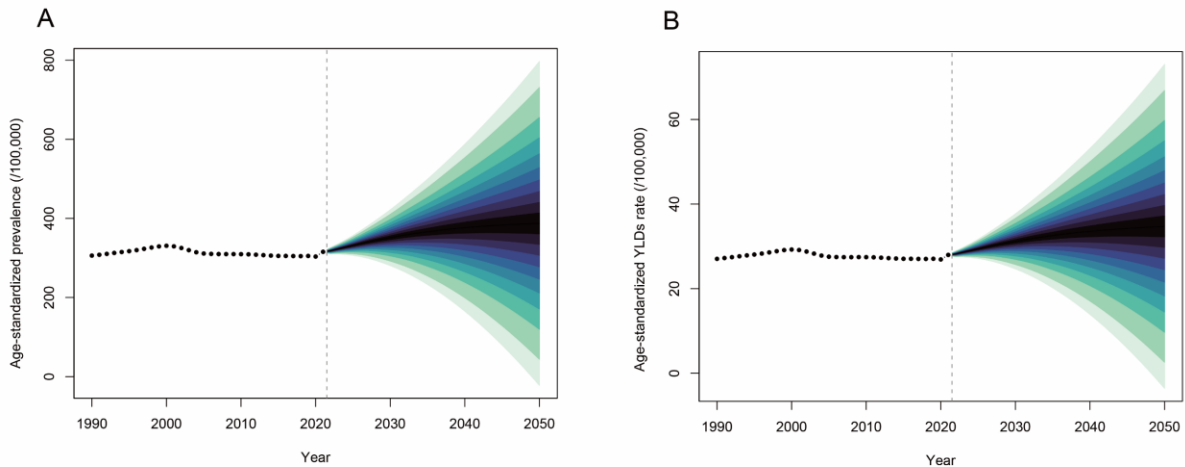 A
Age-standardized prevalence (/100,000)
800
600
400
200
0
1990 2000 2010 2020 2030 2040 2050
Year
B
Age-standardized YLDs rate (/100,000)
60
40
20
0
1990 2000 2010 2020 2030 2040 2050
Year